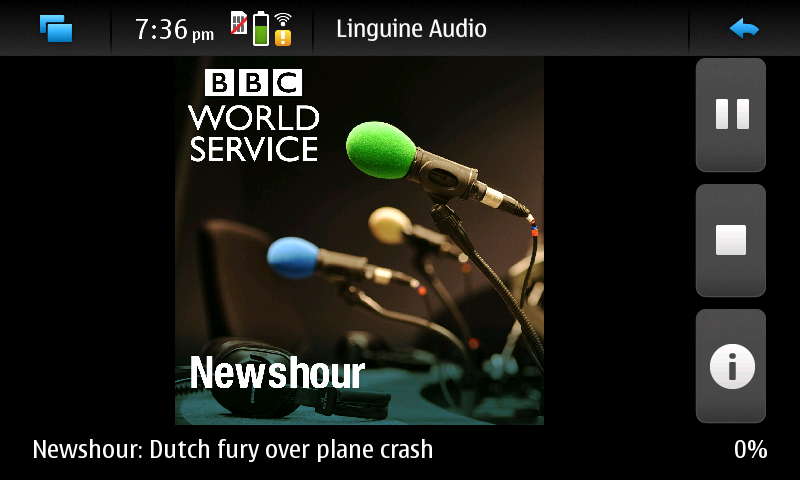 7:36 pm
Linguine Audio
BBC
WORLD
SERVICE
Newshour
Newshour: Dutch fury over plane crash
0%